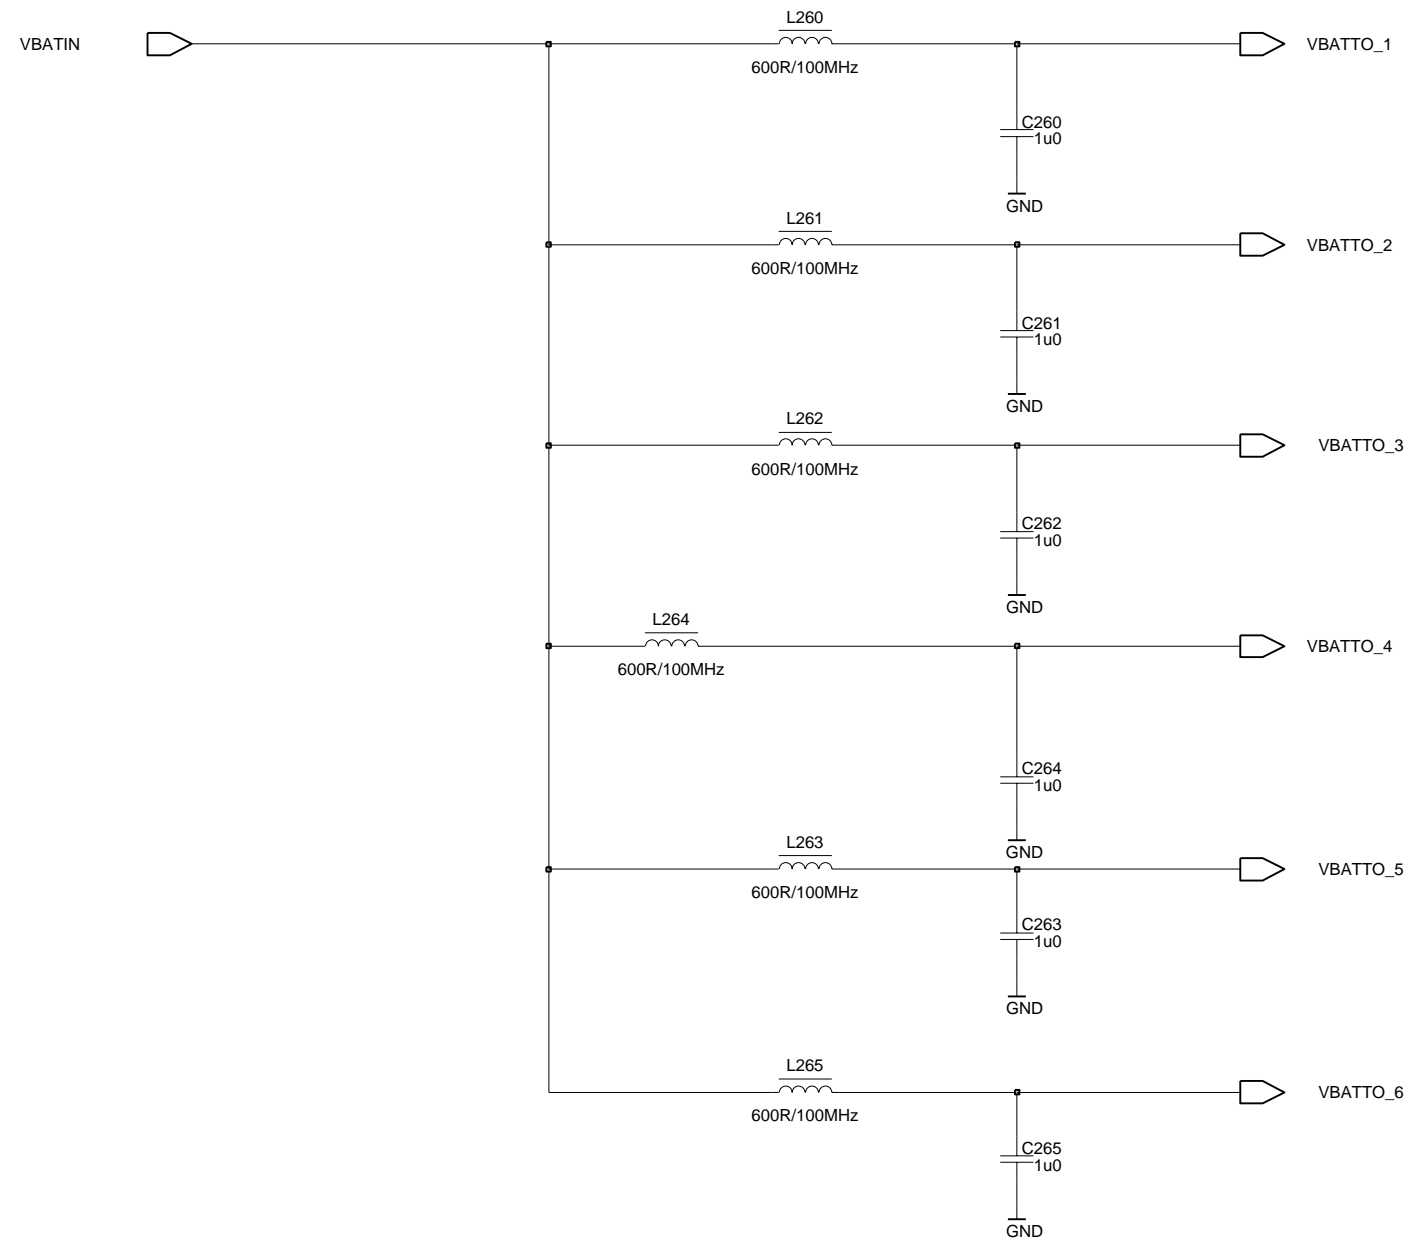 L260
VBATIN
VBATTO_1
600R/100MHz
C260
1u0
GND
L261
VBATTO_2
600R/100MHz
C261
1u0
GND
L262
VBATTO_3
600R/100MHz
C262
1u0
GND
L264
VBATTO_4
600R/100MHz
C264
1u0
GND
L263
VBATTO_5
600R/100MHz
C263
1u0
GND
L265
VBATTO_6
600R/100MHz
C265
1u0
GND